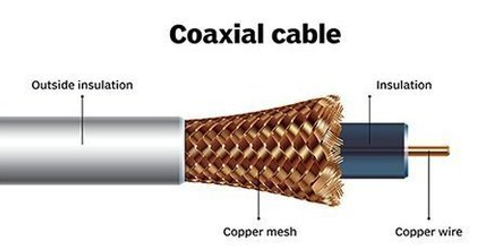 Coaxial cable
Outside insulation
Insulation
Copper mesh
Copper wire